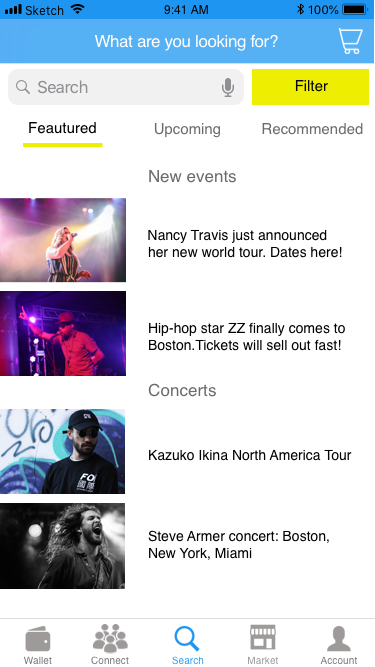 Sketch 9:41 AM 100%
What are you looking for?
Search Filter
Feautured Upcoming Recommended
New events
Nancy Travis just announced
her new world tour. Dates here!
Hip-hop star ZZ finally comes to
Boston.Tickets will sell out fast!
Concerts
Kazuko Ikina North America Tour
Steve Armer concert: Boston,
New York, Miami
Wallet Connect Search Market Account